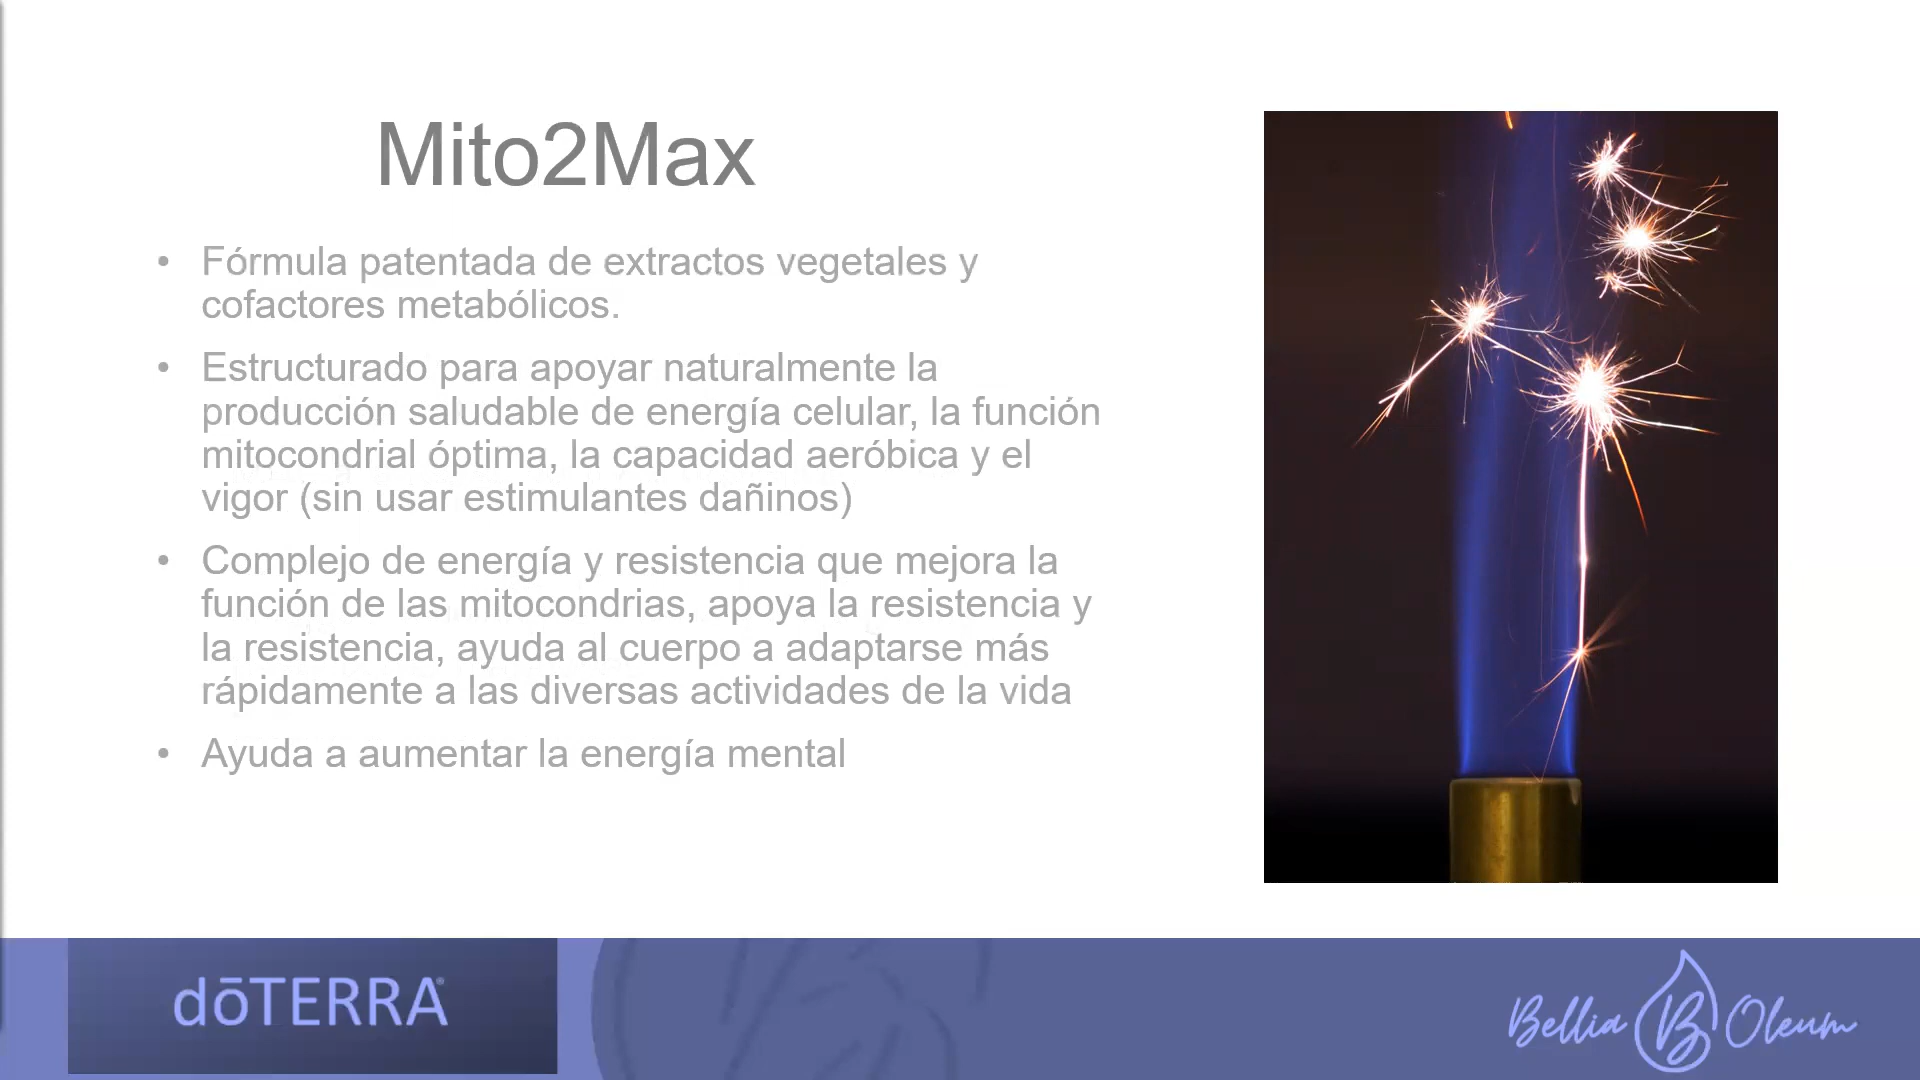 Mito2Max
• Fórmula patentada de extractos vegetales y
cofactores metabólicos.
• Estructurado para apoyar naturalmente la
producción saludable de energía celular, la función
mitocondrial óptima, la capacidad aeróbica y el
vigor (sin usar estimulantes dañinos)
• Complejo de energía y resistencia que mejora la
función de las mitocondrias, apoya la resistencia y
la resistencia, ayuda al cuerpo a adaptarse más
rápidamente a las diversas actividades de la vida
• Ayuda a aumentar la energía mental
dōTERRA®
Bellia B Oleum